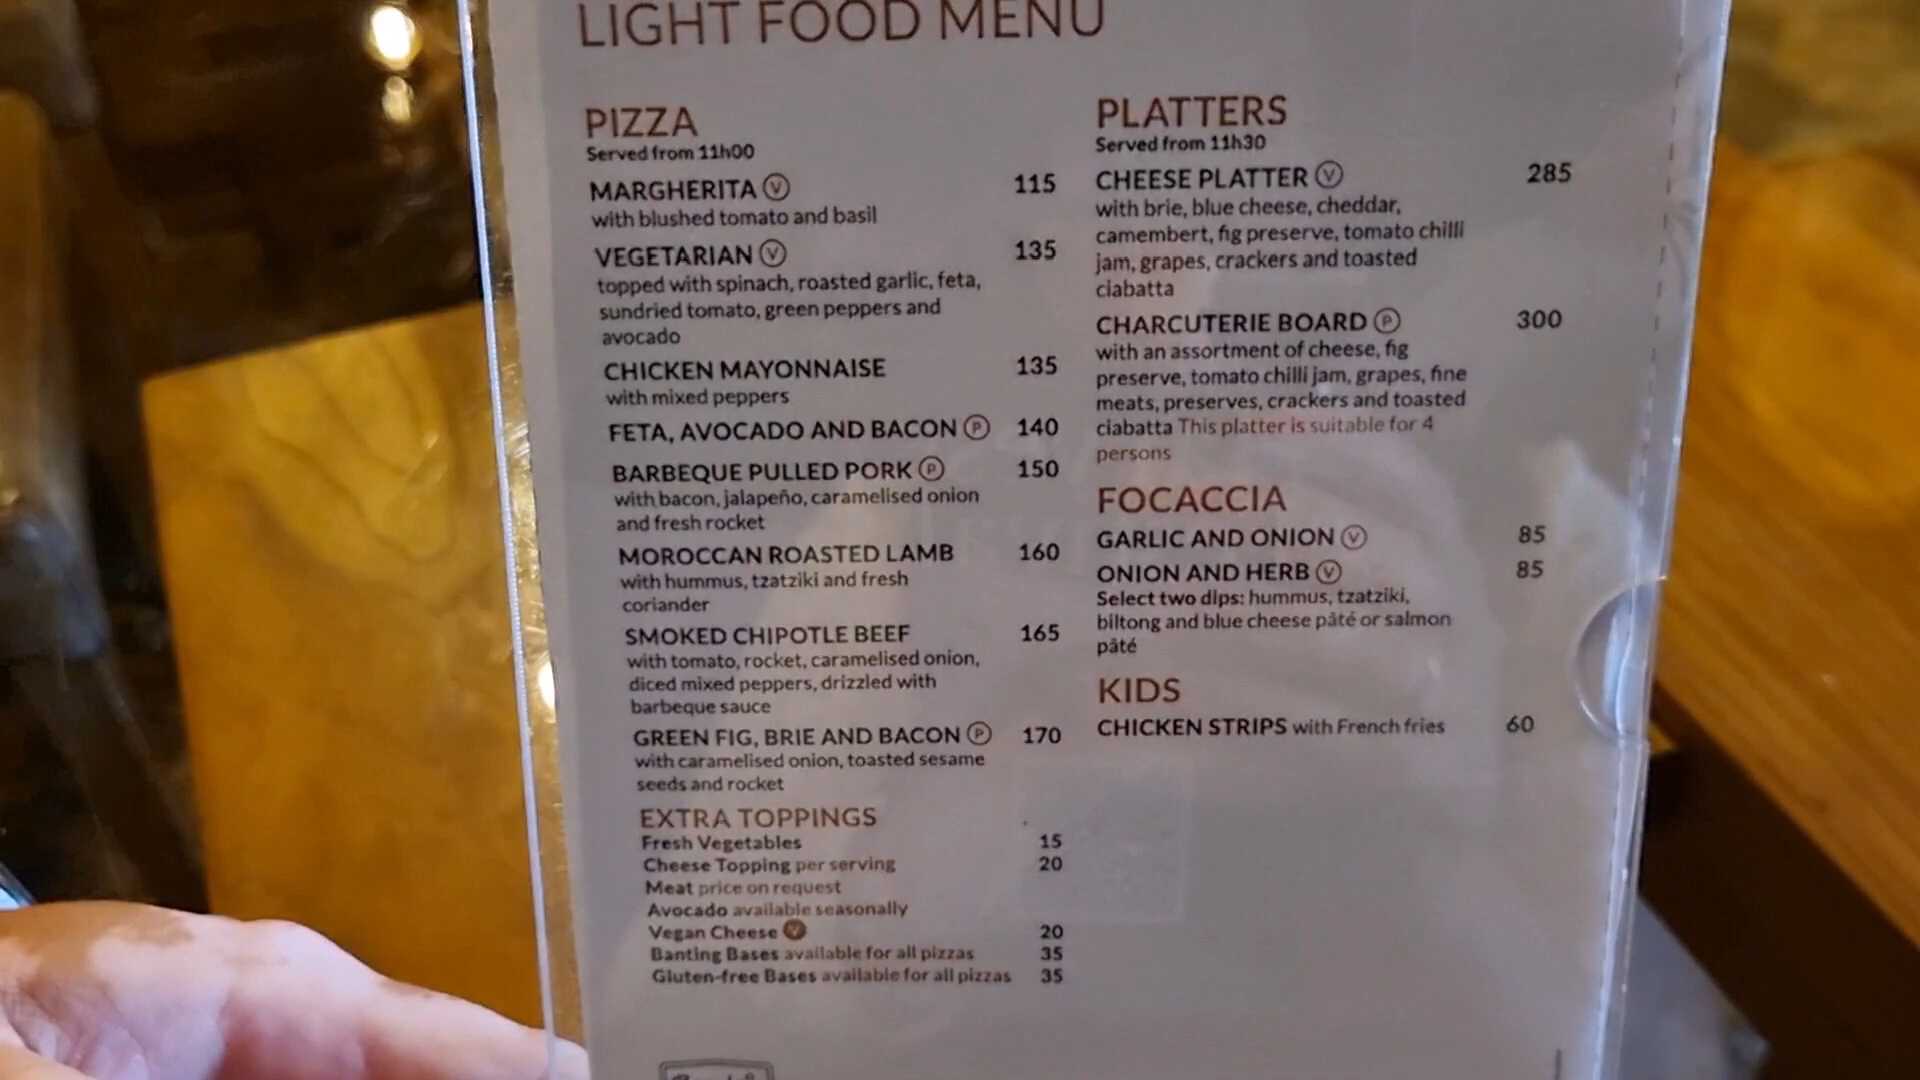 LIGHT FOOD MENU
PIZZA
Served from 11h00
MARGHERITA Ⓥ 115
with blushed tomato and basil
VEGETARIAN Ⓥ 135
topped with spinach, roasted garlic, feta,
sundried tomato, green peppers and
avocado
CHICKEN MAYONNAISE 135
with mixed peppers
FETA, AVOCADO AND BACON Ⓟ 140
BARBEQUE PULLED PORK Ⓟ 150
with bacon, jalapeño, caramelised onion
and fresh rocket
MOROCCAN ROASTED LAMB 160
with hummus, tzatziki and fresh
coriander
SMOKED CHIPOTLE BEEF 165
with tomato, rocket, caramelised onion,
diced mixed peppers, drizzled with
barbeque sauce
GREEN FIG, BRIE AND BACON Ⓟ 170
with caramelised onion, toasted sesame
seeds and rocket
EXTRA TOPPINGS
Fresh Vegetables 15
Cheese Topping per serving 20
Meat price on request
Avocado available seasonally
Vegan Cheese Ⓥ 20
Banting Bases available for all pizzas 35
Gluten-free Bases available for all pizzas 35
PLATTERS
Served from 11h30
CHEESE PLATTER Ⓥ 285
with brie, blue cheese, cheddar,
camembert, fig preserve, tomato chilli
jam, grapes, crackers and toasted
ciabatta
CHARCUTERIE BOARD Ⓟ 300
with an assortment of cheese, fig
preserve, tomato chilli jam, grapes, fine
meats, preserves, crackers and toasted
ciabatta This platter is suitable for 4
persons
FOCACCIA
GARLIC AND ONION Ⓥ 85
ONION AND HERB Ⓥ 85
Select two dips: hummus, tzatziki,
biltong and blue cheese pâté or salmon
pâté
KIDS
CHICKEN STRIPS with French fries 60